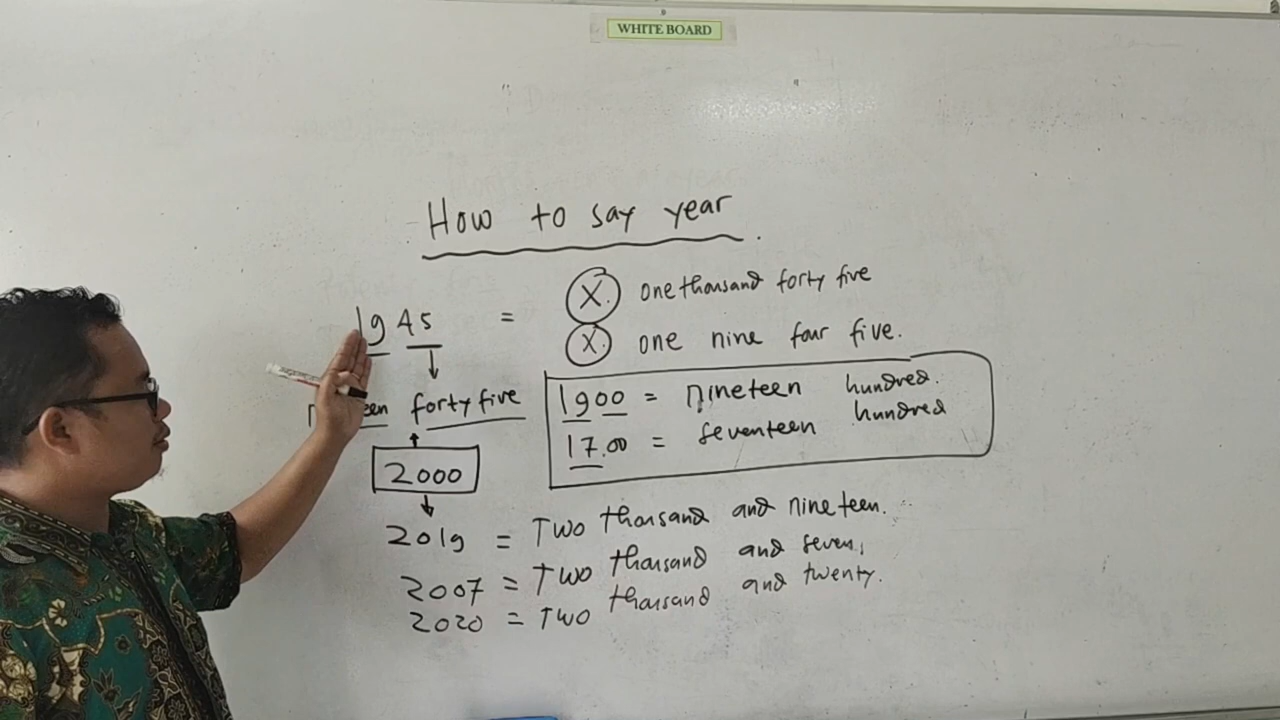 WHITE BOARD
How to say year
1945 = X. one thousand forty five
X. one nine four five.
forty five
1900 = nineteen hundred.
17.00 = seventeen hundred
2000
2019 = Two thousand and nineteen.
2007 = Two thousand and seven,
2020 = Two thousand and twenty.